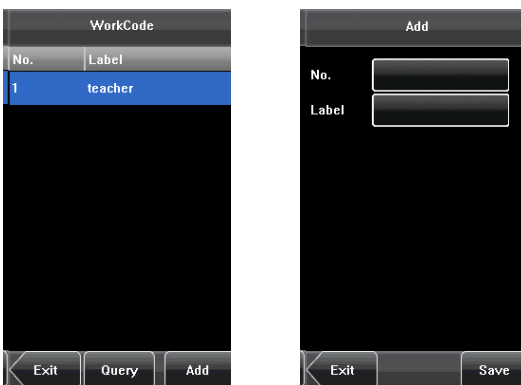 WorkCode
No. Label
1 teacher
Exit Query Add
Add
No.
Label
Exit Save